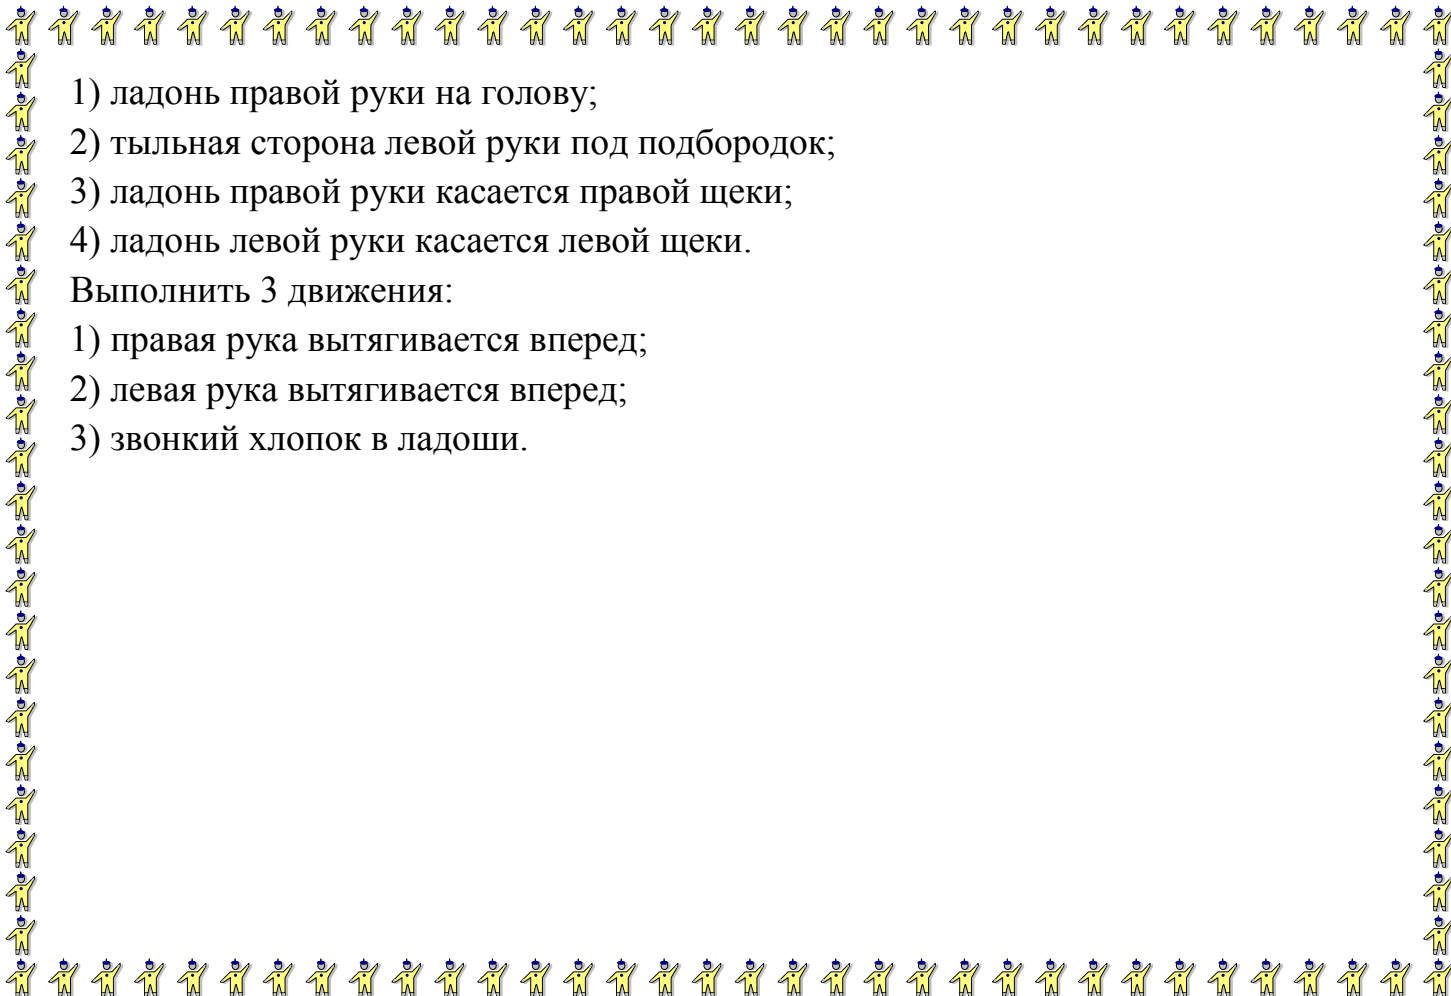 1) ладонь правой руки на голову;
2) тыльная сторона левой руки под подбородок;
3) ладонь правой руки касается правой щеки;
4) ладонь левой руки касается левой щеки.
Выполнить 3 движения:
1) правая рука вытягивается вперед;
2) левая рука вытягивается вперед;
3) звонкий хлопок в ладоши.